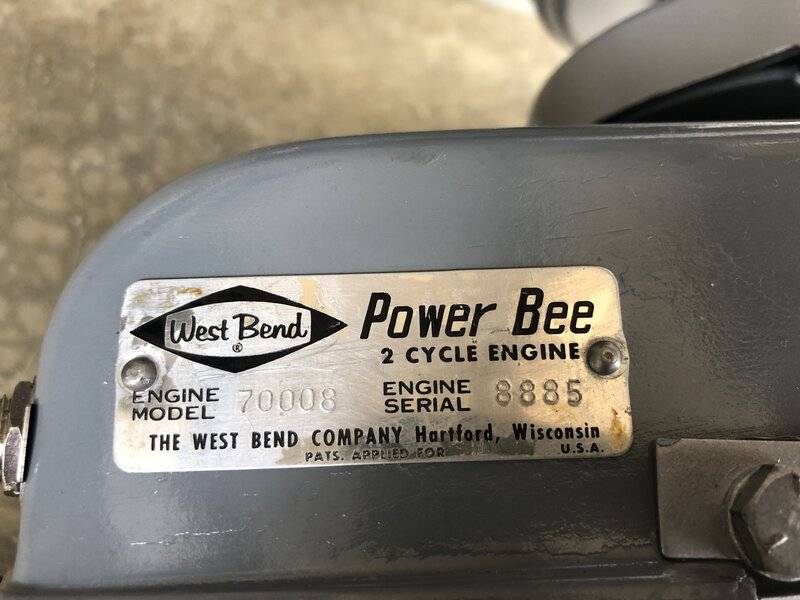 West Bend ®
Power Bee
2 CYCLE ENGINE
ENGINE MODEL 70008
ENGINE SERIAL 8885
THE WEST BEND COMPANY Hartford, Wisconsin
PATS. APPLIED FOR U.S.A.